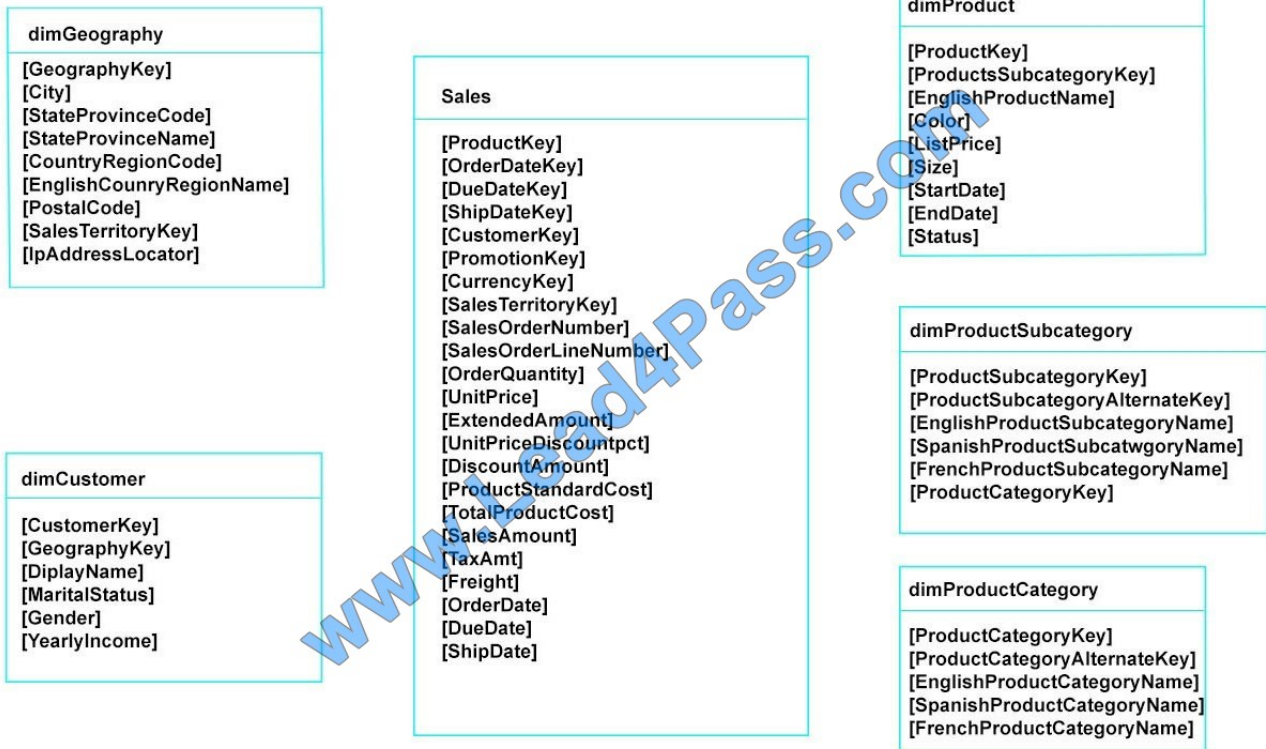 dimGeography
[GeographyKey]
[City]
[StateProvinceCode]
[StateProvinceName]
[CountryRegionCode]
[EnglishCounryRegionName]
[PostalCode]
[SalesTerritoryKey]
[IpAddressLocator]
dimCustomer
[CustomerKey]
[GeographyKey]
[DiplayName]
[MaritalStatus]
[Gender]
[YearlyIncome]
Sales
[ProductKey]
[OrderDateKey]
[DueDateKey]
[ShipDateKey]
[CustomerKey]
[PromotionKey]
[CurrencyKey]
[SalesTerritoryKey]
[SalesOrderNumber]
[SalesOrderLineNumber]
[OrderQuantity]
[UnitPrice]
[ExtendedAmount]
[UnitPriceDiscountpct]
[DiscountAmount]
[ProductStandardCost]
[TotalProductCost]
[SalesAmount]
[TaxAmt]
[Freight]
[OrderDate]
[DueDate]
[ShipDate]
dimProduct
[ProductKey]
[ProductsSubcategoryKey]
[EnglishProductName]
[Color]
[ListPrice]
[Size]
[StartDate]
[EndDate]
[Status]
dimProductSubcategory
[ProductSubcategoryKey]
[ProductSubcategoryAlternateKey]
[EnglishProductSubcategoryName]
[SpanishProductSubcatwgoryName]
[FrenchProductSubcategoryName]
[ProductCategoryKey]
dimProductCategory
[ProductCategoryKey]
[ProductCategoryAlternateKey]
[EnglishProductCategoryName]
[SpanishProductCategoryName]
[FrenchProductCategoryName]
www.Lead4Pass.com